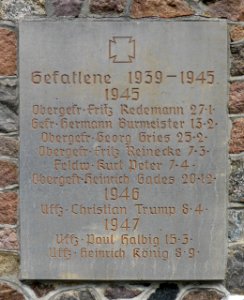 Gefallene 1939-1945
1945
Obergefr·Fritz Redemann 27·1·
Gefr·Hermann Burmeister 13·2·
Obergefr·Georg Gries 25·2·
Obergefr·Fritz Reinecke 7·3·
Feldw·Kurt Peter 7·4·
Obergefr·Heinrich Gades 20·12·
1946
Uffz·Christian Trump 8·4·
1947
Uffz·Paul Halbig 15·3·
Uffz·Heinrich König 8·9·